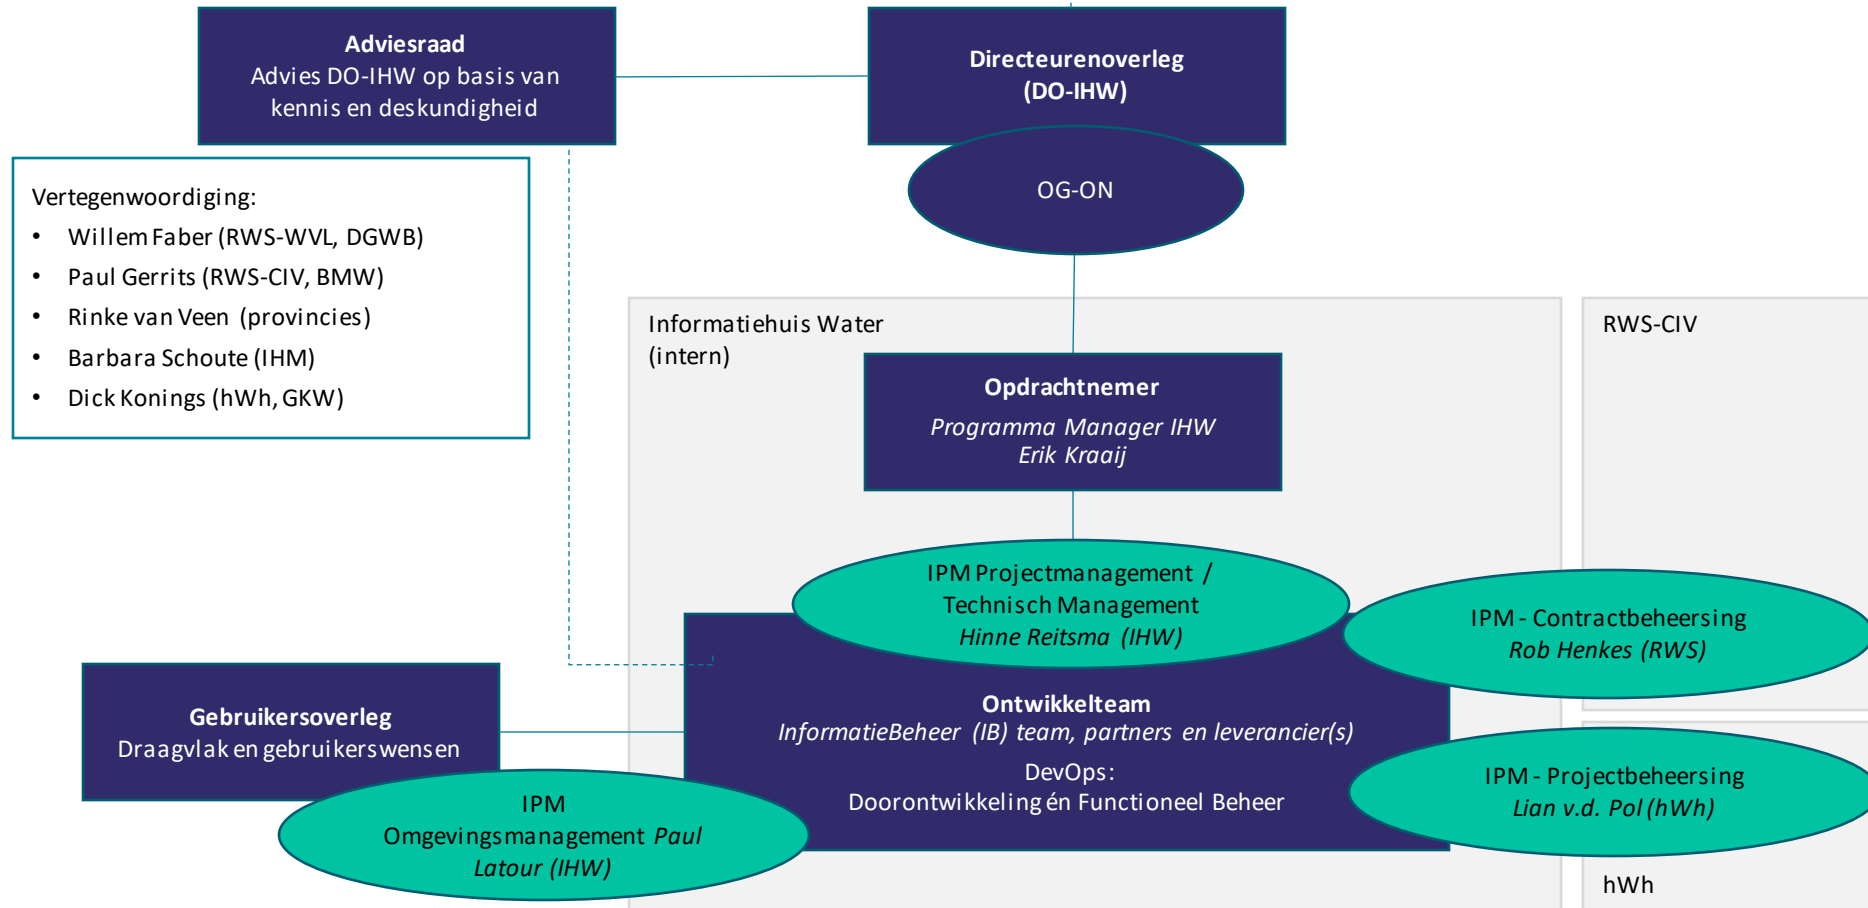 Adviesraad
Advies DO-IHW op basis van
kennis en deskundigheid
Directeurenoverleg
(DO-IHW)
OG-ON
Vertegenwoordiging:
• Willem Faber (RWS-WVL, DGWB)
• Paul Gerrits (RWS-CIV, BMW)
• Rinke van Veen (provincies)
• Barbara Schoute (IHM)
• Dick Konings (hWh, GKW)
Informatiehuis Water
(intern)
RWS-CIV
Opdrachtnemer
Programma Manager IHW
Erik Kraaij
IPM Projectmanagement /
Technisch Management
Hinne Reitsma (IHW)
IPM - Contractbeheersing
Rob Henkes (RWS)
Gebruikersoverleg
Draagvlak en gebruikerswensen
Ontwikkelteam
InformatieBeheer (IB) team, partners en leverancier(s)
DevOps:
Doorontwikkeling én Functioneel Beheer
IPM - Projectbeheersing
Lian v.d. Pol (hWh)
IPM
Omgevingsmanagement Paul
Latour (IHW)
hWh